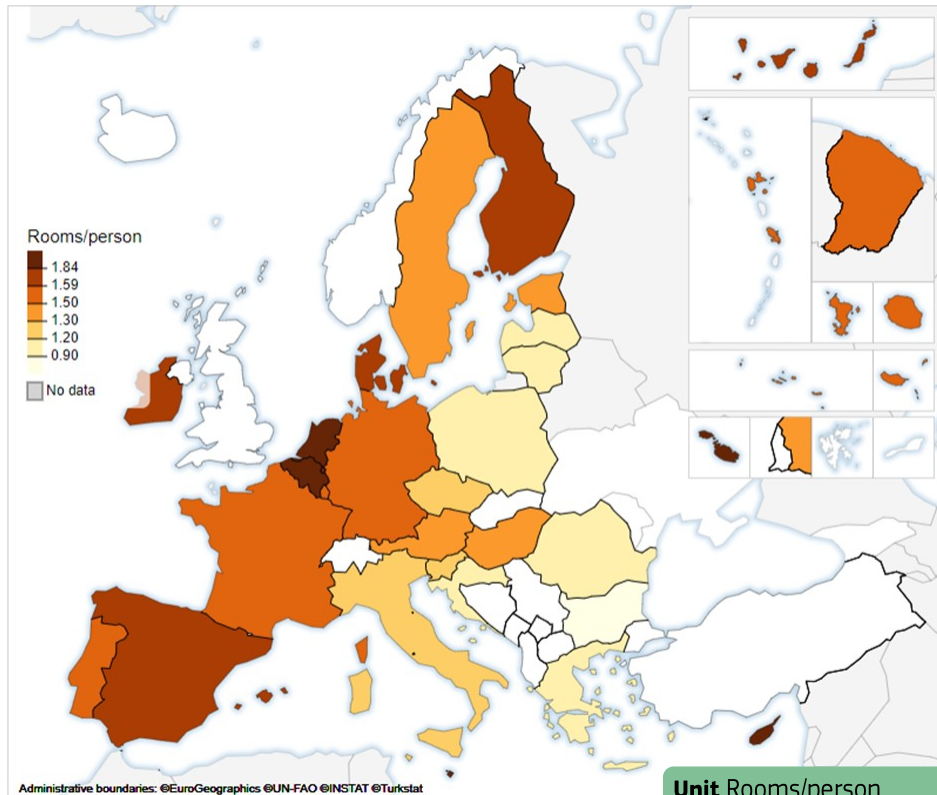 Rooms/person
1.84
1.59
1.50
1.30
1.20
0.90
No data
Administrative boundaries: ©EuroGeographics ©UN-FAO ©INSTAT ©Turkstat
Unit Rooms/person